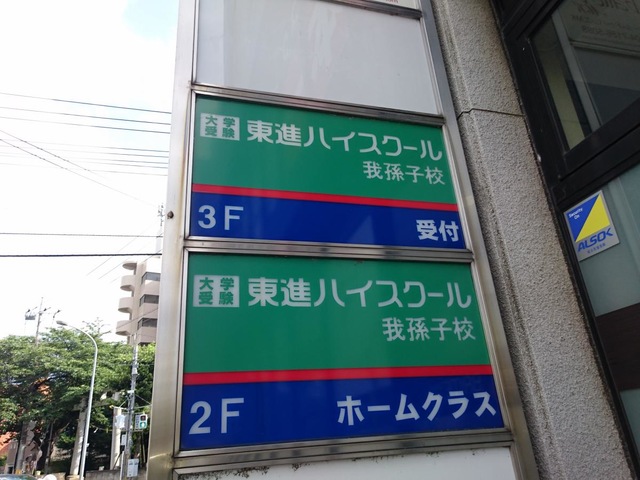 大学
受験
東進ハイスクール
我孫子校
3F 受付
大学
受験
東進ハイスクール
我孫子校
2F ホームクラス
ALSOK